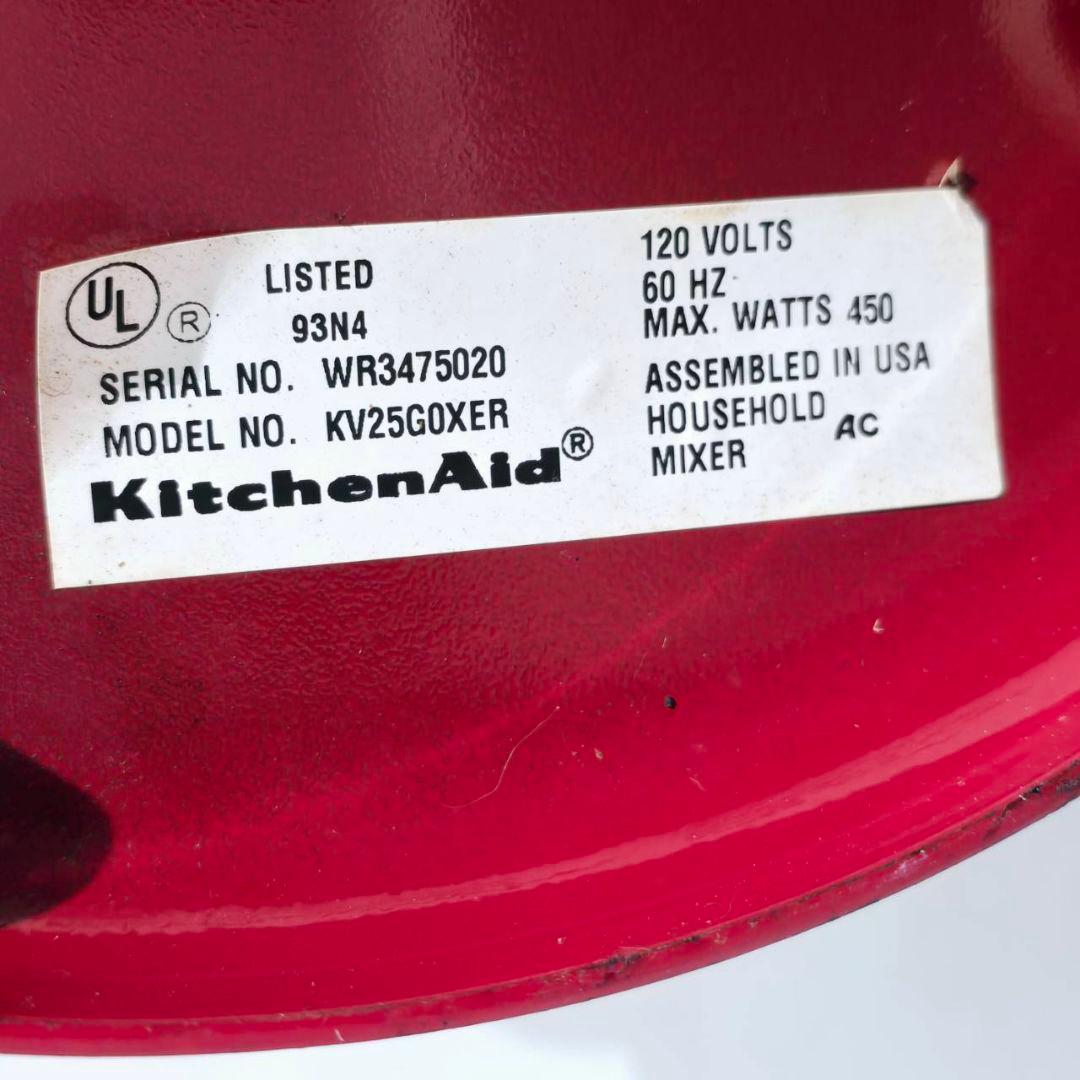 UL ® LISTED
93N4
SERIAL NO. WR3475020
MODEL NO. KV25G0XER
KitchenAid®
120 VOLTS
60 HZ
MAX. WATTS 450
ASSEMBLED IN USA
HOUSEHOLD AC
MIXER